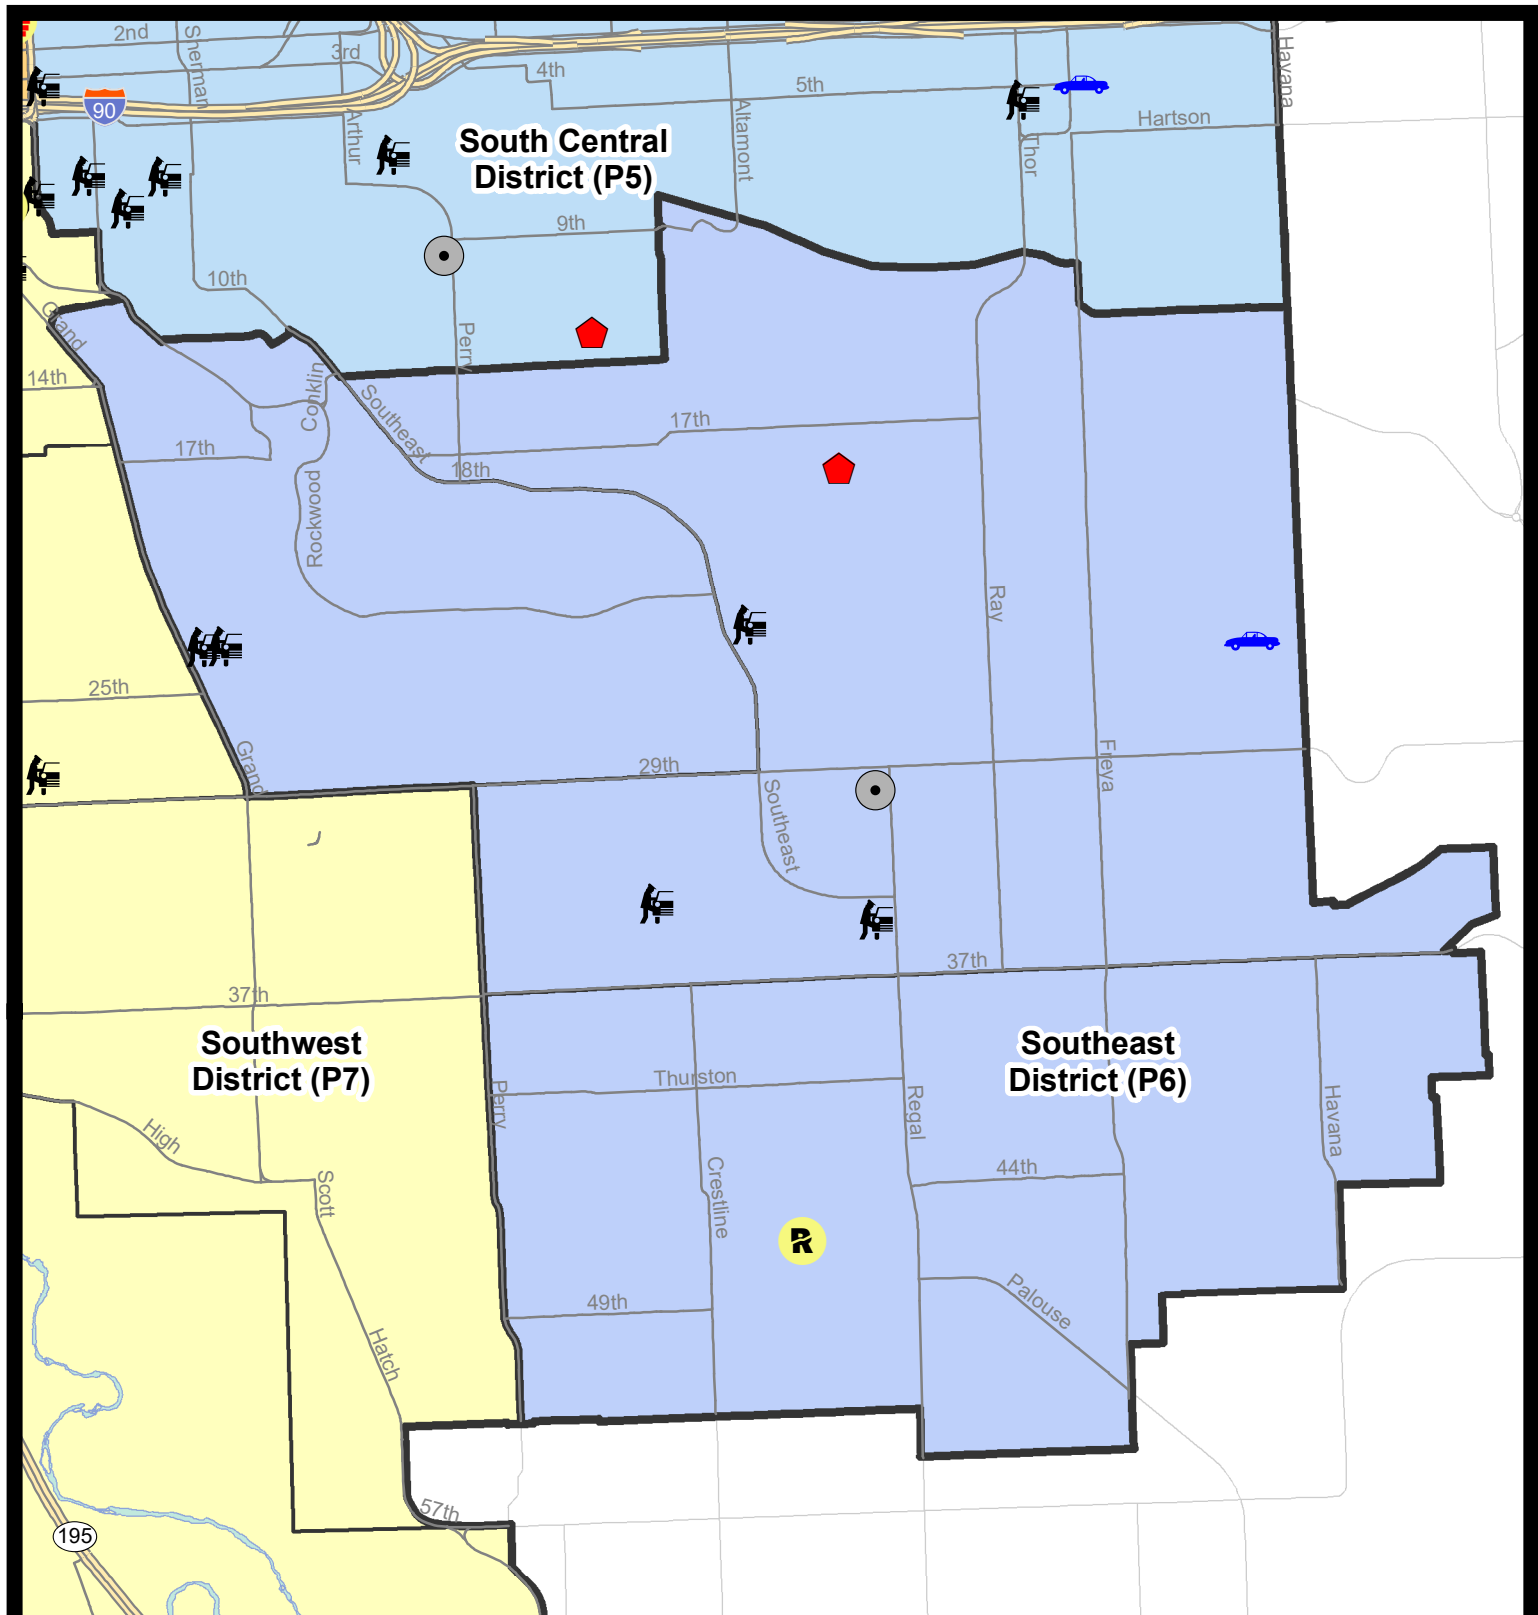 2nd
Sherman
3rd
4th
5th
Havana
90
Arthur
South Central
District (P5)
Altamont
Thor
Hartson
9th
10th
Grand
Perry
14th
Conklin
Southeast
17th
17th
18th
Rockwood
Ray
25th
Grand
29th
Freya
Southeast
37th
37th
Southwest
District (P7)
Southeast
District (P6)
Thurston
Perry
Regal
Havana
High
Scott
Crestline
44th
R
49th
Palouse
Hatch
57th
195